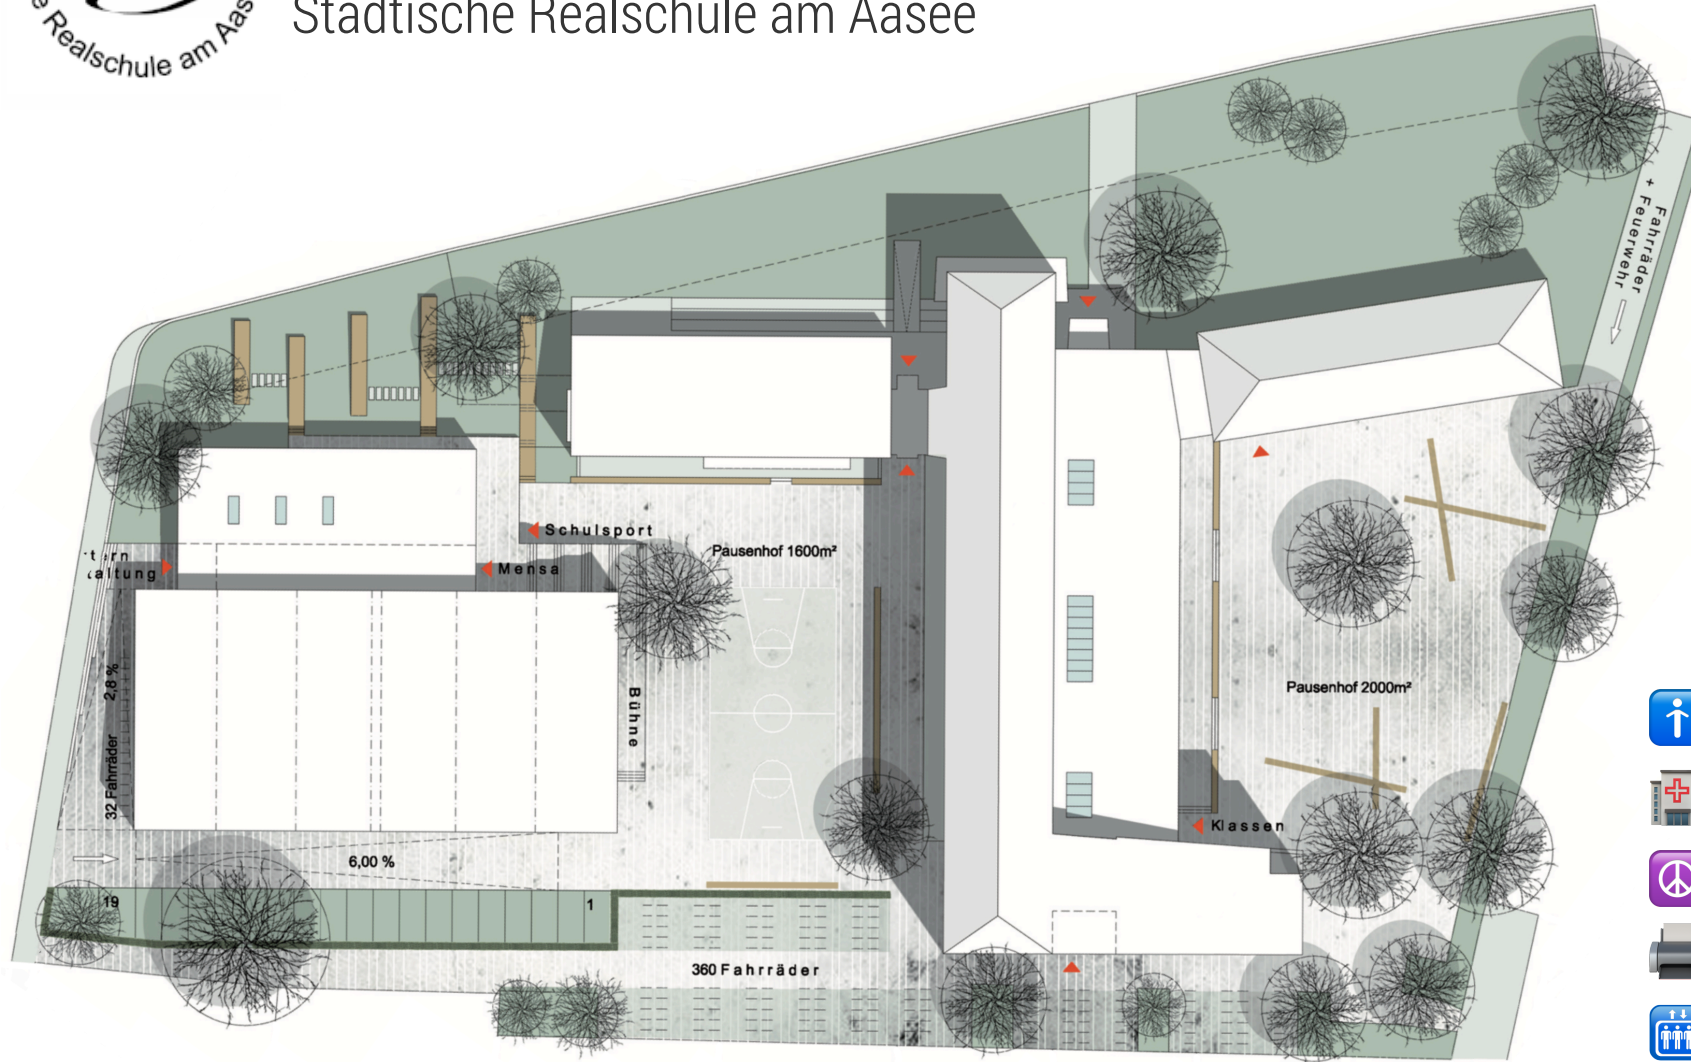 Städtische Realschule am Aasee
e Realschule am Aas
Fahrräder
+ Feuerwehr
Schulsport
Pausenhof 1600m²
Mensa
altung
2,8 %
32 Fahrräder
Bühne
Pausenhof 2000m²
Klassen
6,00 %
19
1
360 Fahrräder